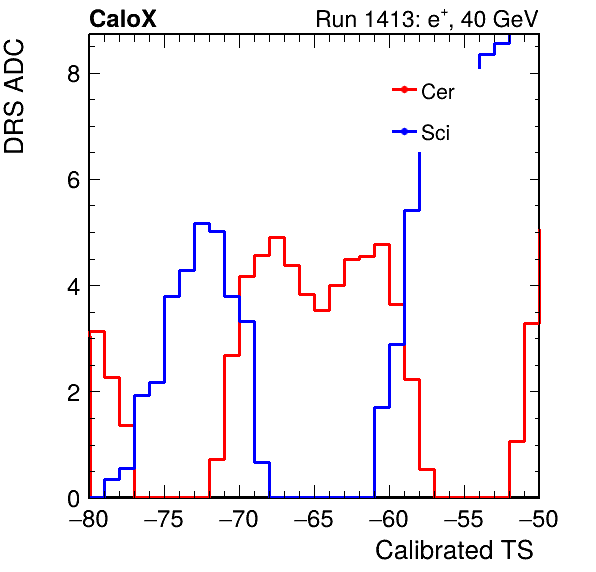 CaloX Run 1413: e⁺, 40 GeV
DRS ADC
8
6
4
2
0
Cer
Sci
−80 −75 −70 −65 −60 −55 −50
Calibrated TS